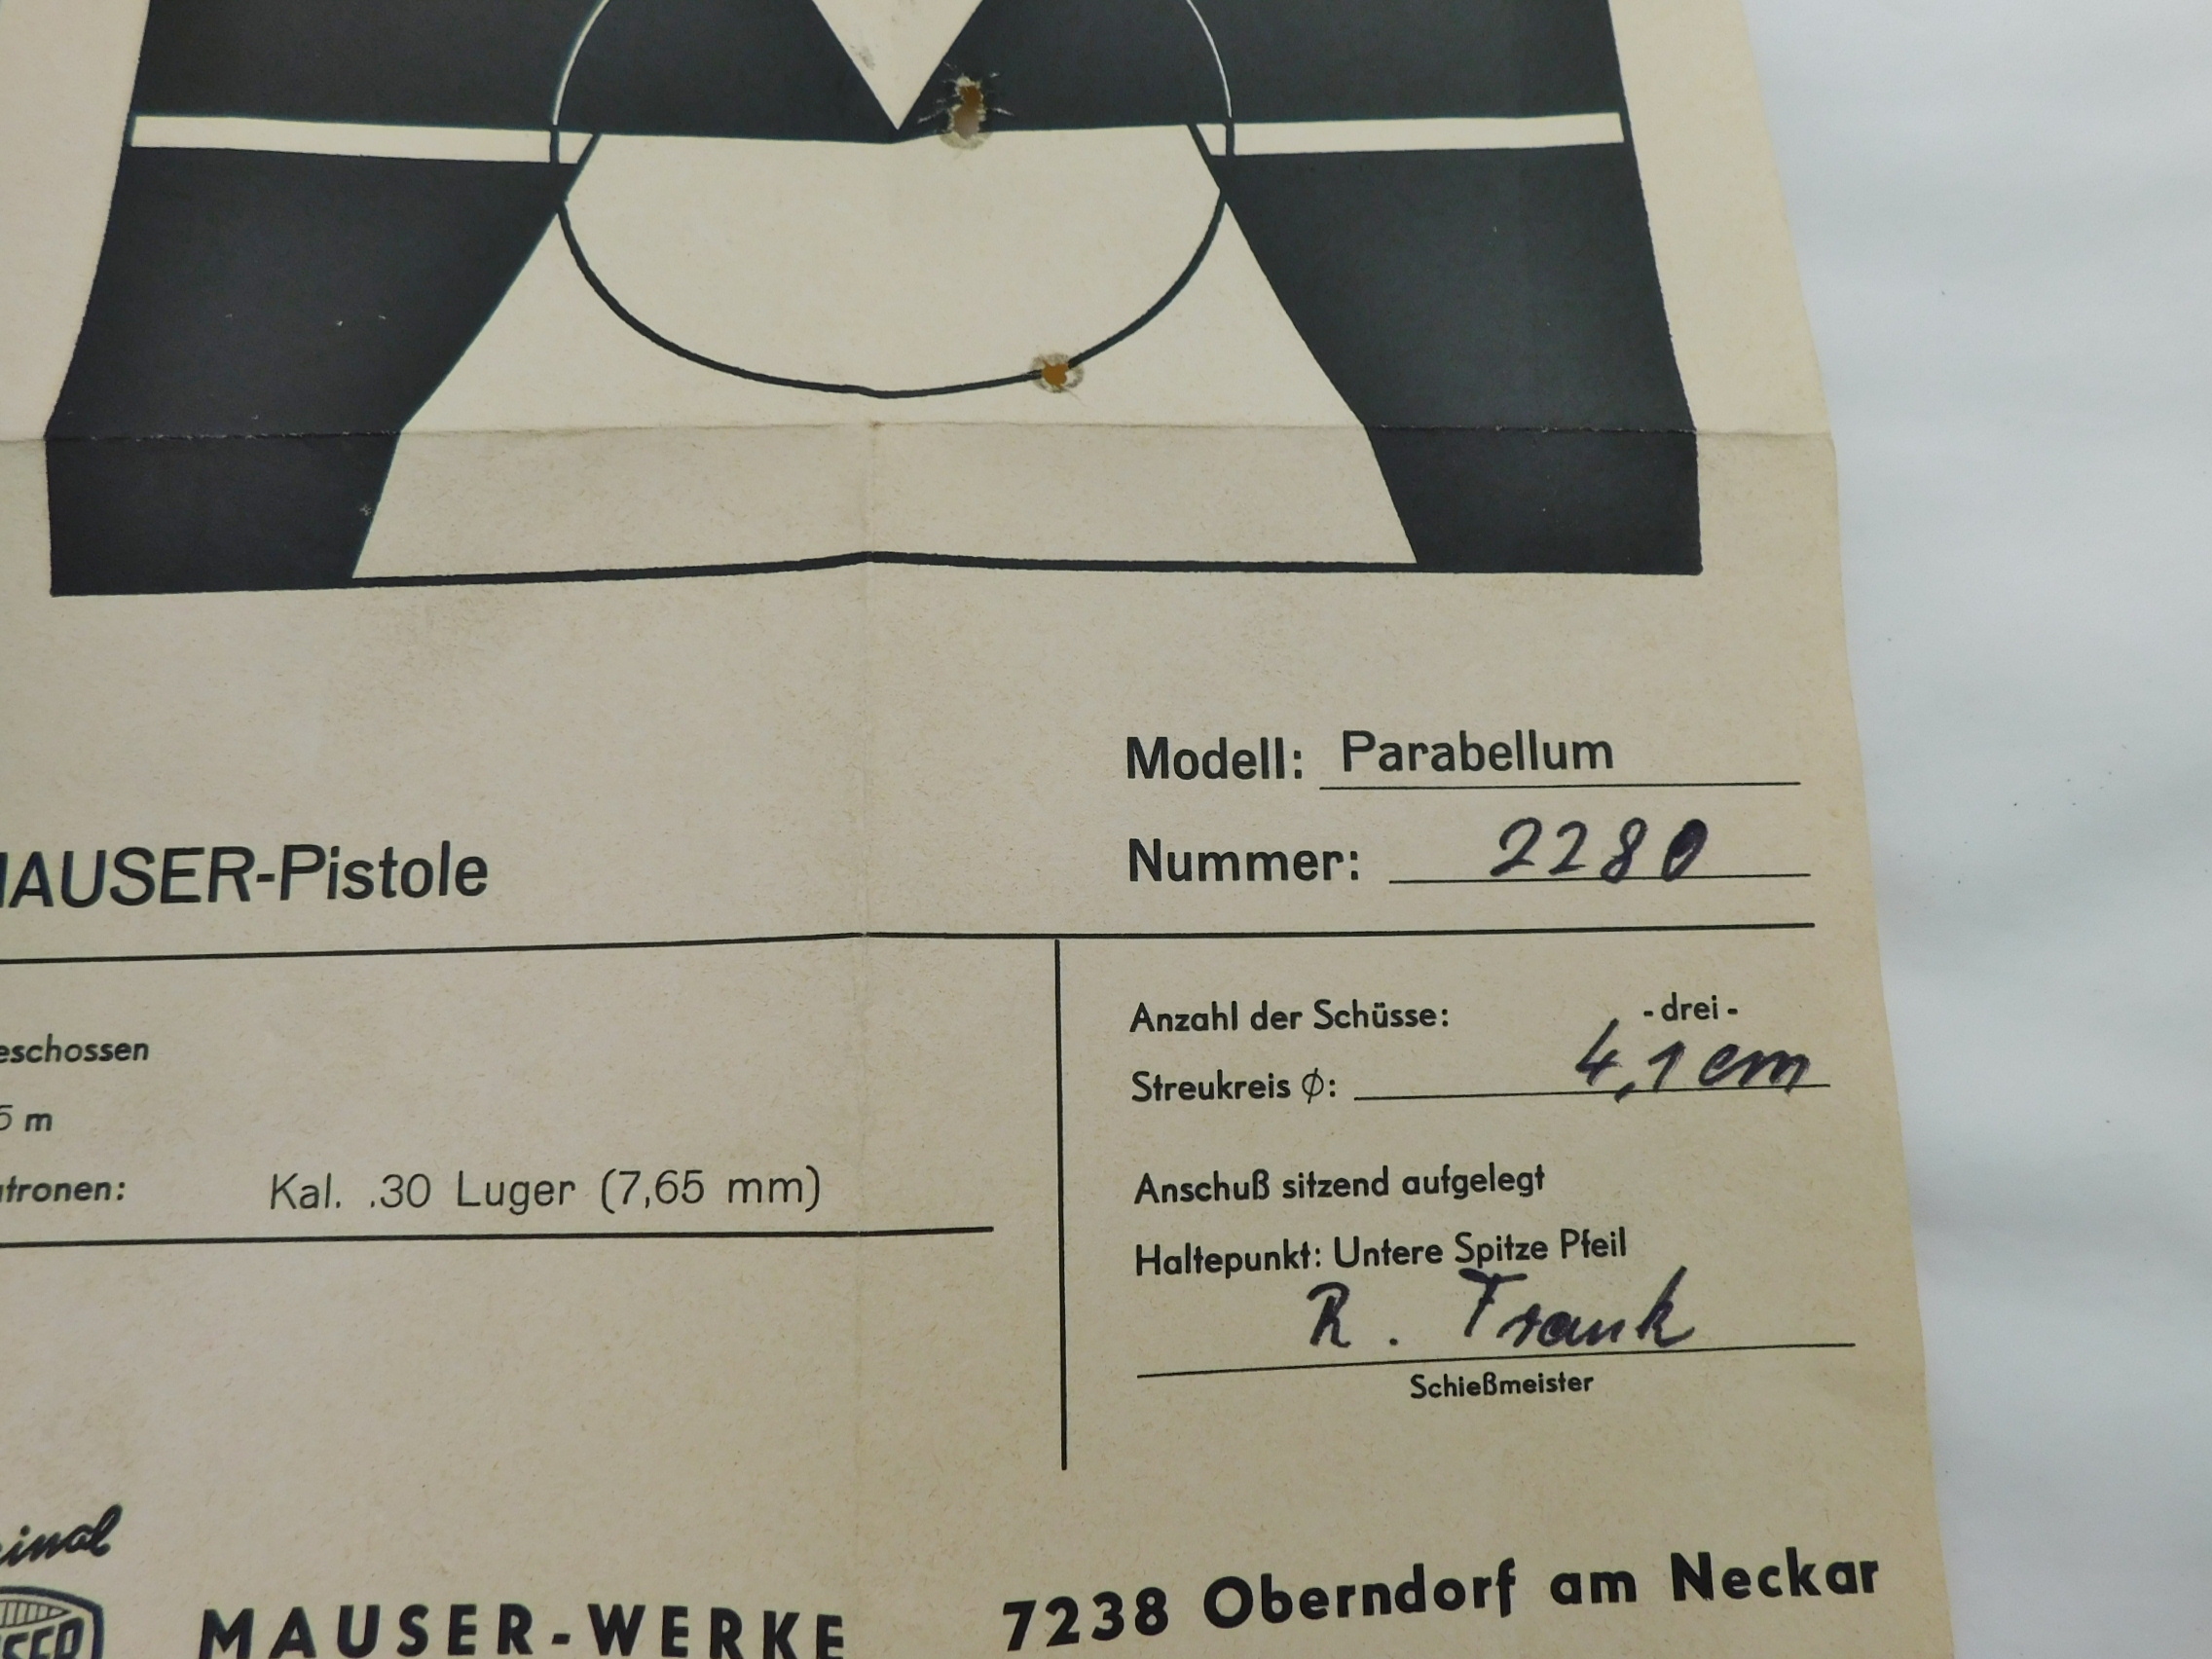 Modell: Parabellum
Nummer: 2280
MAUSER-Pistole
Anzahl der Schüsse: - drei -
Streukreis ϕ: 4,1 cm
Anschuß sitzend aufgelegt
Haltepunkt: Untere Spitze Pfeil
R. Frank
Schießmeister
eschossen
5 m
tronen: Kal. .30 Luger (7,65 mm)
inal
MAUSER-WERKE 7238 Oberndorf am Neckar